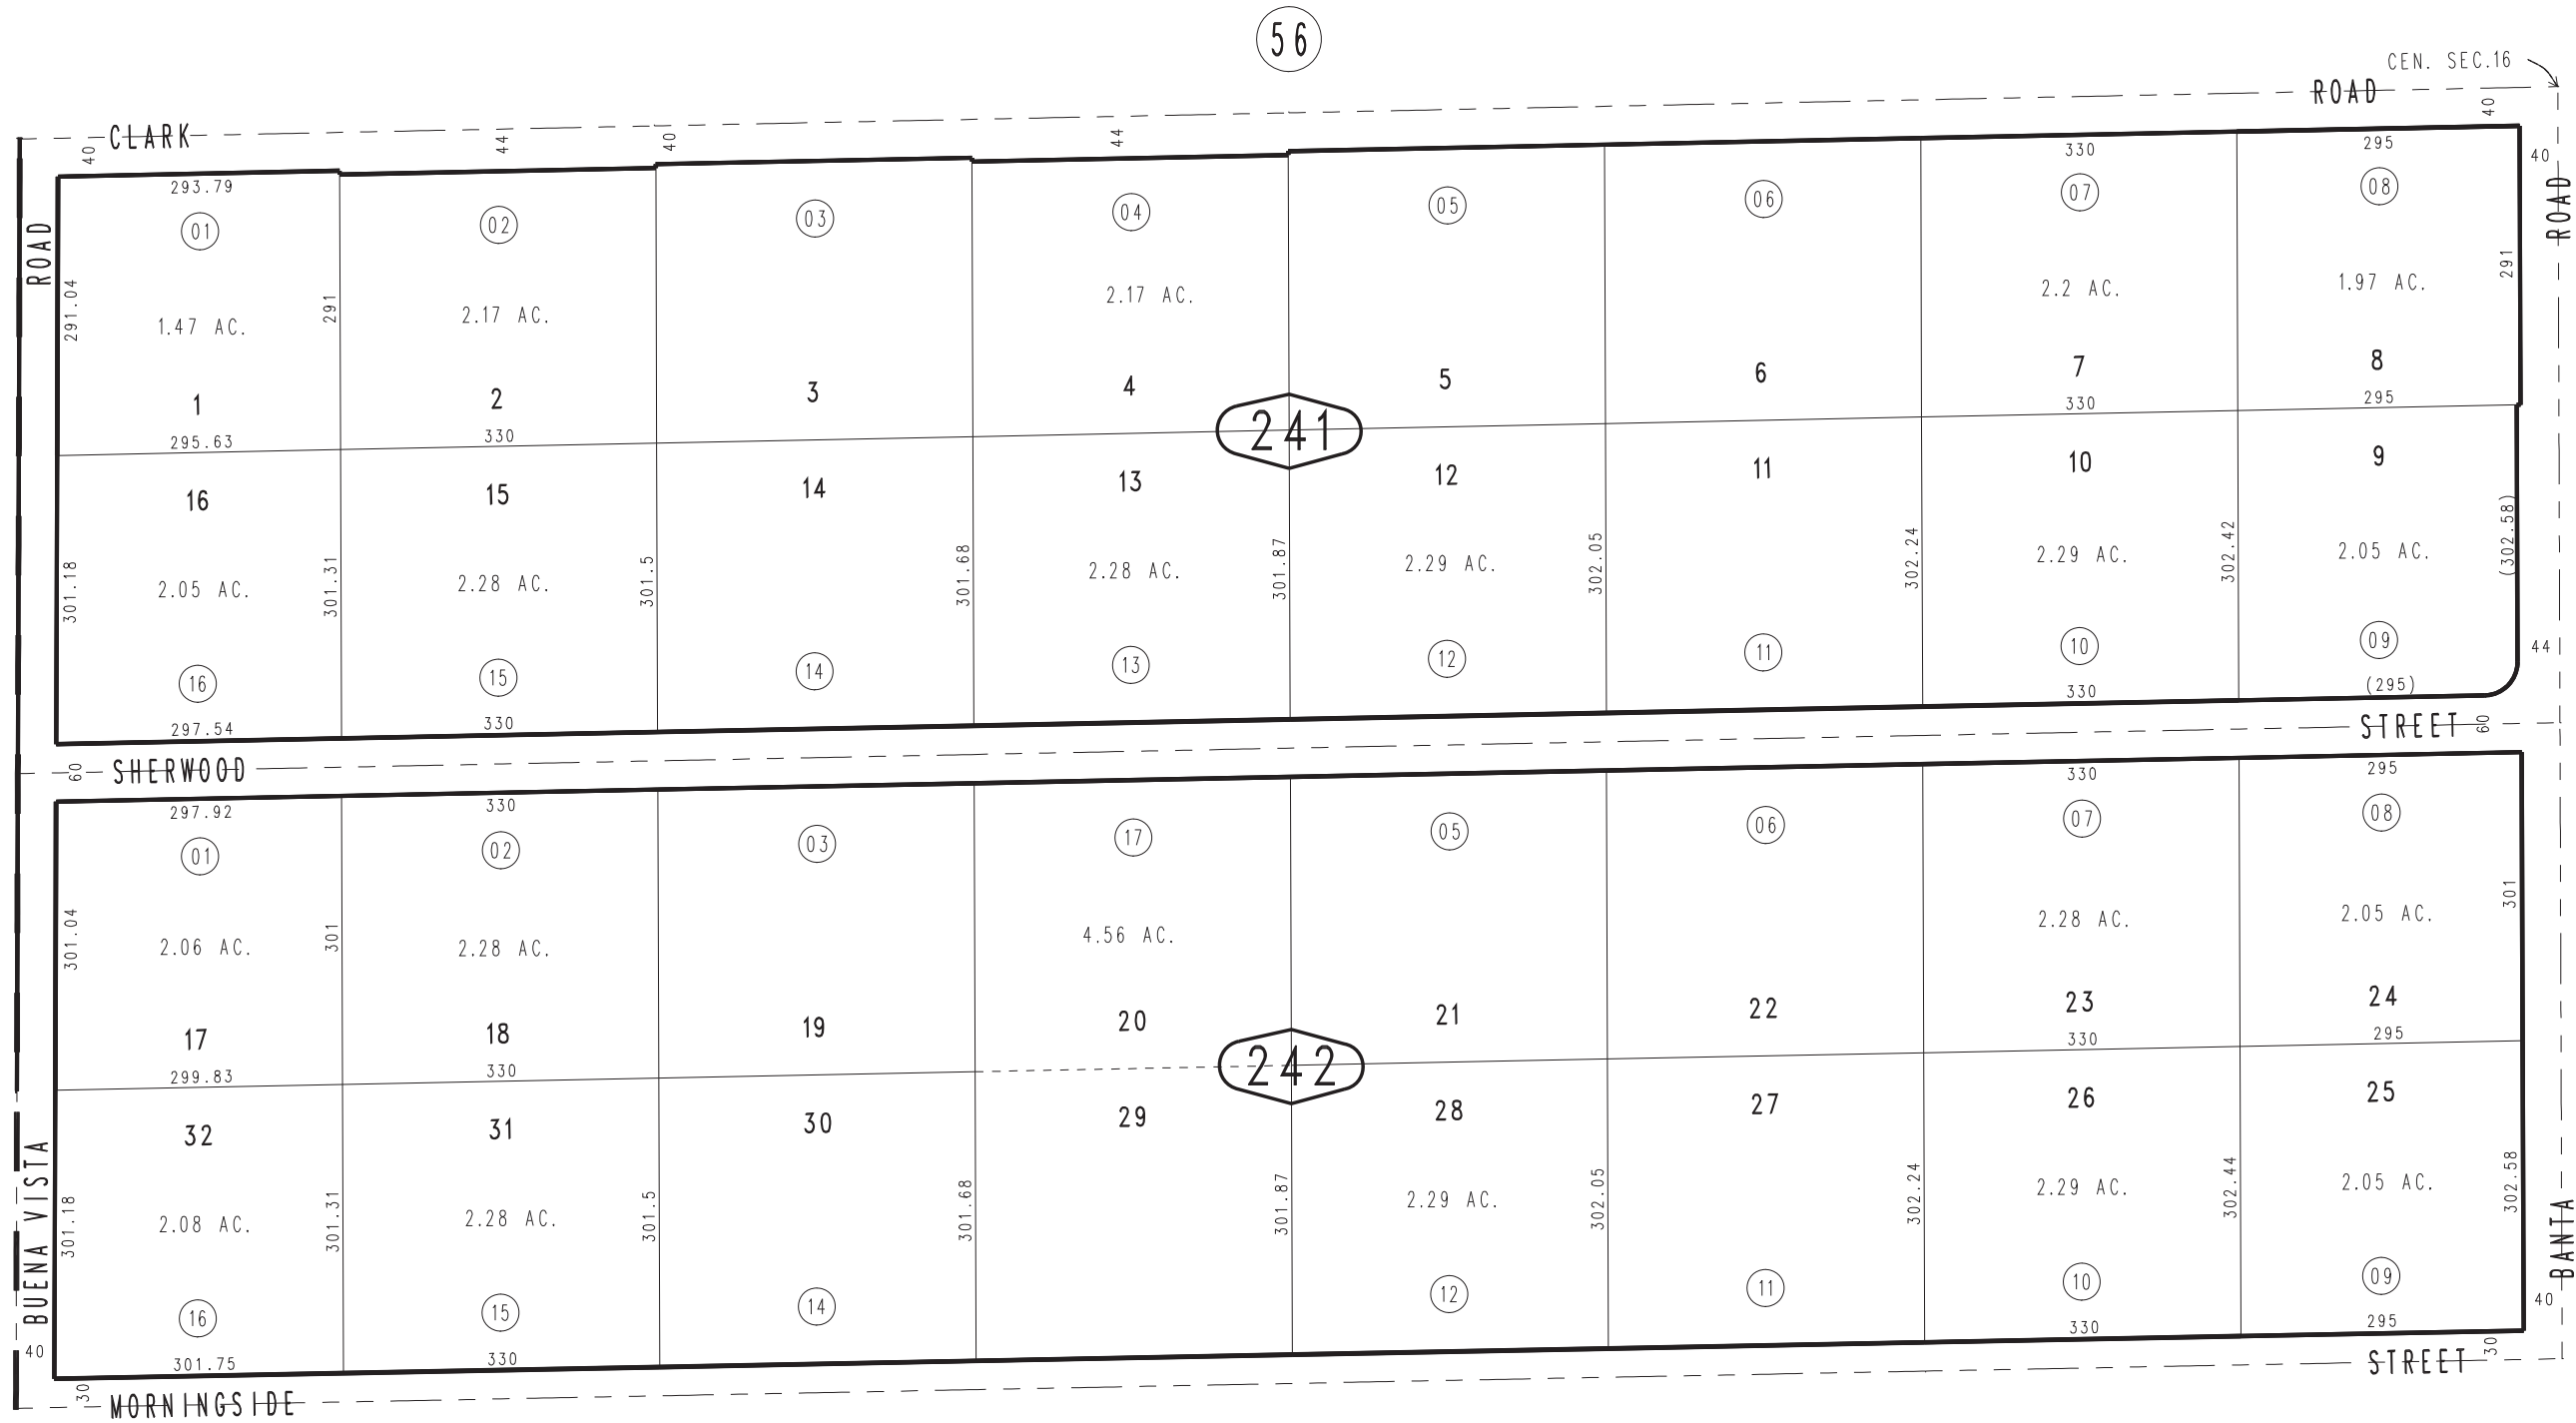 56
CEN. SEC.16
CLARK ROAD
40 44 40 44 40
293.79 330 295 40
01 02 03 04 05 06 07 08
ROAD ROAD
291.04 291 291
1.47 AC. 2.17 AC. 2.17 AC. 2.2 AC. 1.97 AC.
1 2 3 4 5 6 7 8
295.63 330 330 295
241
16 15 14 13 12 11 10 9
301.18 301.31 301.5 301.68 301.87 302.05 302.24 302.42 (302.58)
2.05 AC. 2.28 AC. 2.28 AC. 2.29 AC. 2.29 AC. 2.05 AC.
16 15 14 13 12 11 10 09
44
297.54 330 330 (295)
60 SHERWOOD STREET 60
297.92 330 330 295
01 02 03 17 05 06 07 08
301.04 301 301
2.06 AC. 2.28 AC. 4.56 AC. 2.28 AC. 2.05 AC.
17 18 19 20 21 22 23 24
299.83 330 330 295
242
32 31 30 29 28 27 26 25
BUENA VISTA BANTA
301.18 301.31 301.5 301.68 301.87 302.05 302.24 302.44 302.58
2.08 AC. 2.28 AC. 2.29 AC. 2.29 AC. 2.05 AC.
16 15 14 12 11 10 09
40 40
301.75 330 330 295
30 MORNINGSIDE STREET 30